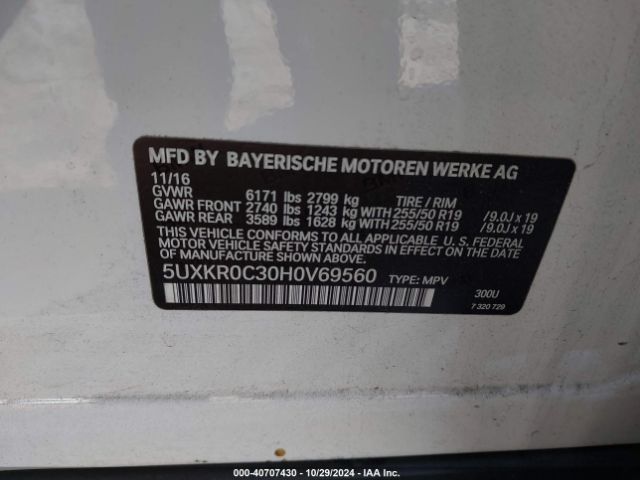 MFD BY BAYERISCHE MOTOREN WERKE AG
11/16
GVWR 6171 lbs 2799 kg TIRE / RIM
GAWR FRONT 2740 lbs 1243 kg WITH 255/50 R19 /9.0J x 19
GAWR REAR 3589 lbs 1628 kg WITH 255/50 R19 /9.0J x 19
THIS VEHICLE CONFORMS TO ALL APPLICABLE FEDERAL
MOTOR VEHICLE SAFETY STANDARDS IN EFFECT ON THE
DATE OF MANUFACTURE SHOWN ABOVE.
5UXKR0C30H0V69560 TYPE: MPV
300U
7 320 729
000-40707430 - 10/29/2024 - IAA, Inc.